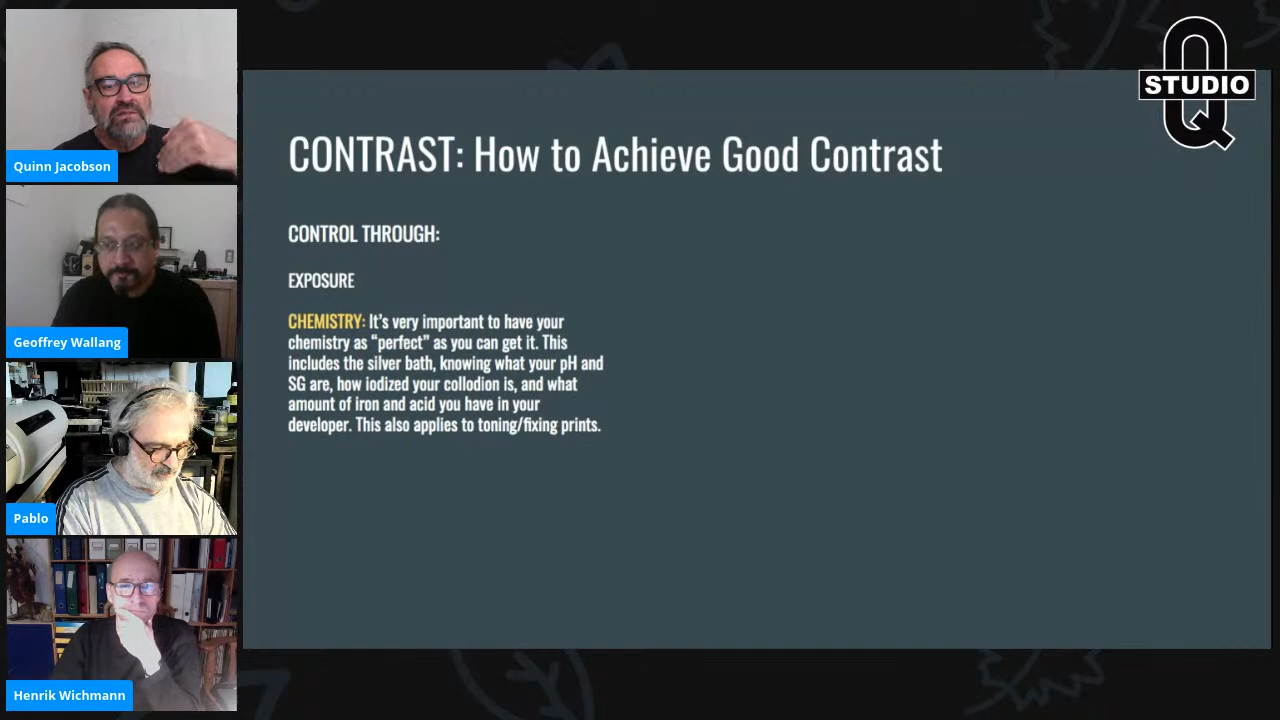 Quinn Jacobson
Geoffrey Wallang
Pablo
Henrik Wichmann
STUDIO
Q
CONTRAST: How to Achieve Good Contrast
CONTROL THROUGH:
EXPOSURE
CHEMISTRY: It’s very important to have your
chemistry as “perfect” as you can get it. This
includes the silver bath, knowing what your pH and
SG are, how iodized your collodion is, and what
amount of iron and acid you have in your
developer. This also applies to toning/fixing prints.